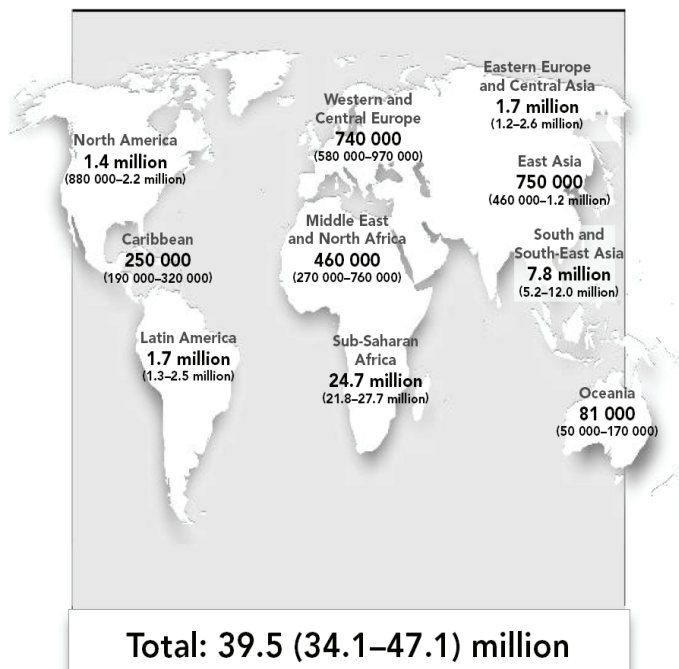 Eastern Europe
and Central Asia
1.7 million
(1.2–2.6 million)
Western and
Central Europe
740 000
(580 000–970 000)
North America
1.4 million
(880 000–2.2 million)
East Asia
750 000
(460 000–1.2 million)
Middle East
and North Africa
460 000
(270 000–760 000)
Caribbean
250 000
(190 000–320 000)
South and
South-East Asia
7.8 million
(5.2–12.0 million)
Latin America
1.7 million
(1.3–2.5 million)
Sub-Saharan
Africa
24.7 million
(21.8–27.7 million)
Oceania
81 000
(50 000–170 000)
Total: 39.5 (34.1–47.1) million